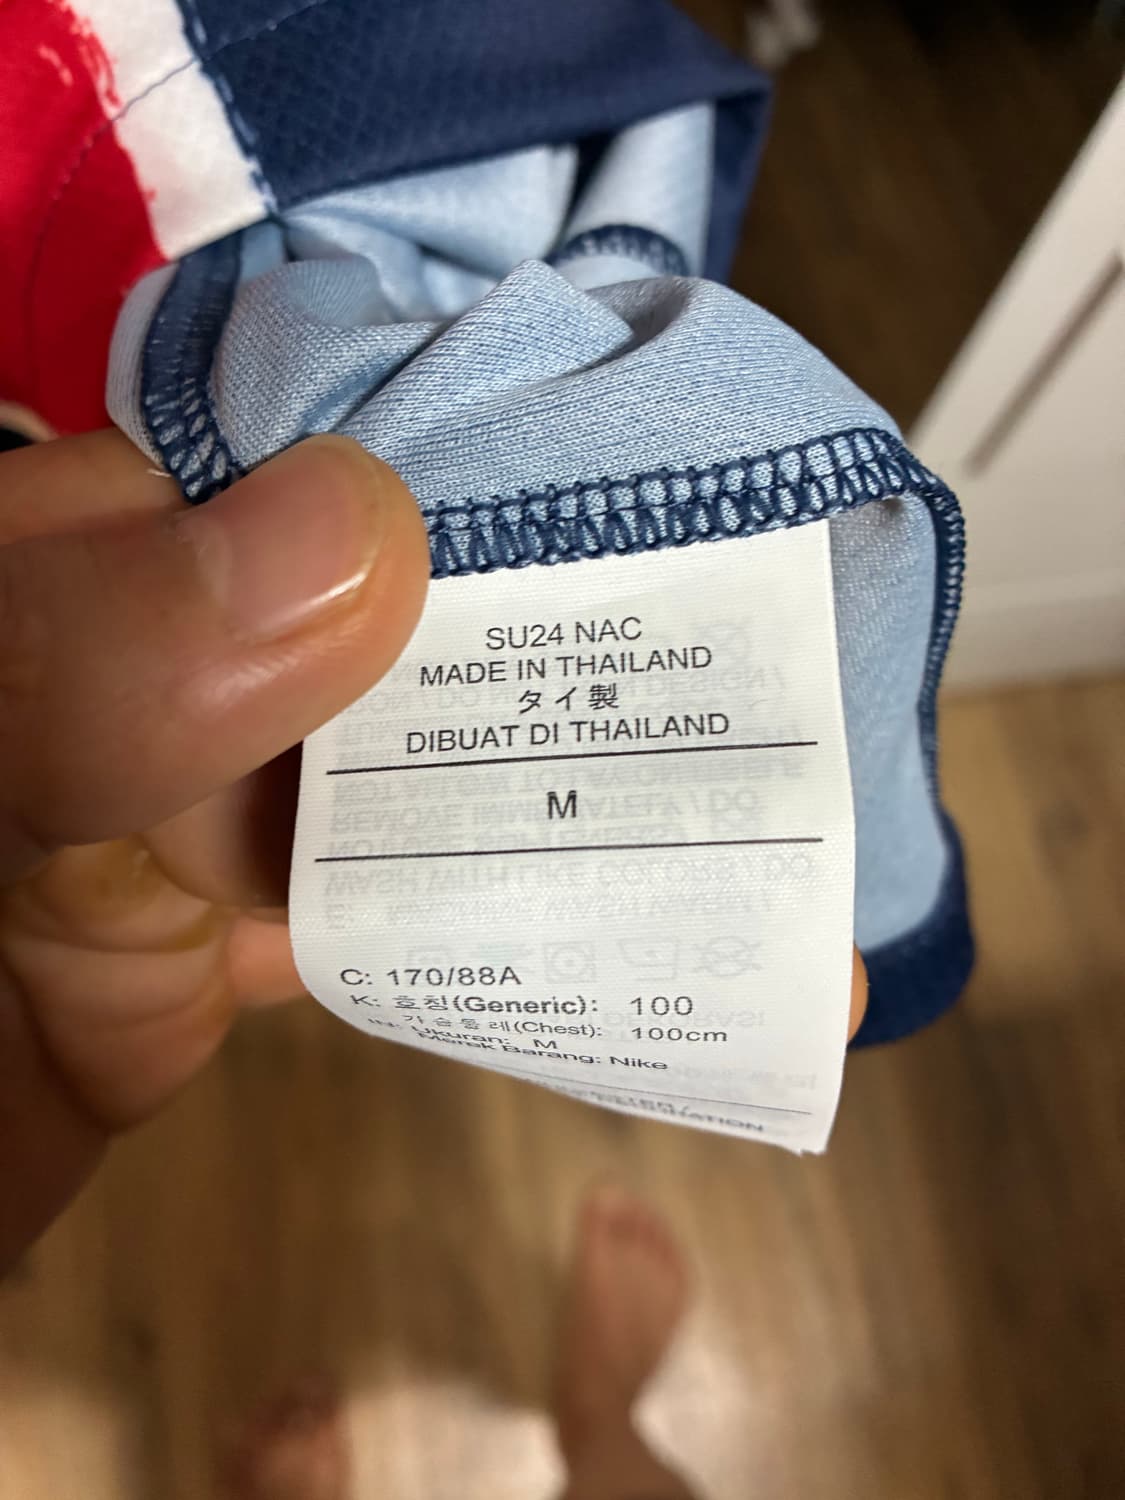 SU24 NAC
MADE IN THAILAND
タイ製
DIBUAT DI THAILAND
M
C: 170/88A
K: 호칭(Generic): 100
가슴둘레(Chest): 100cm
IN: Ukuran: M
Merek Barang: Nike